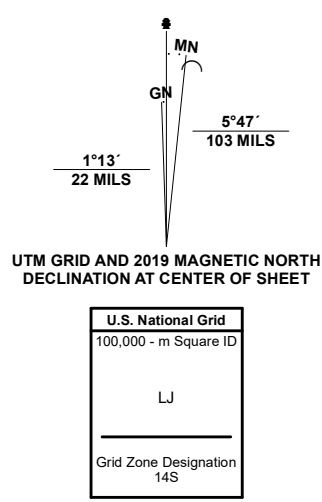 MN
GN
5°47´
103 MILS
1°13´
22 MILS
UTM GRID AND 2019 MAGNETIC NORTH
DECLINATION AT CENTER OF SHEET
U.S. National Grid
100,000 - m Square ID
LJ
Grid Zone Designation
14S